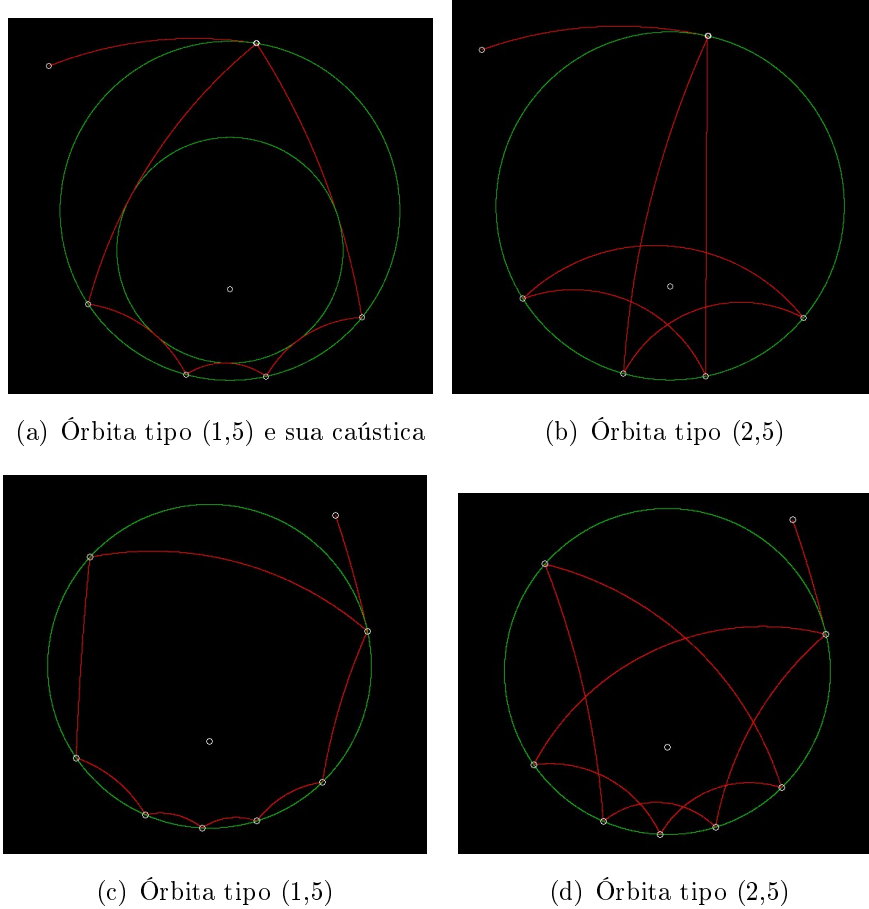 (a) Órbita tipo (1,5) e sua caústica
(b) Órbita tipo (2,5)
(c) Órbita tipo (1,5)
(d) Órbita tipo (2,5)